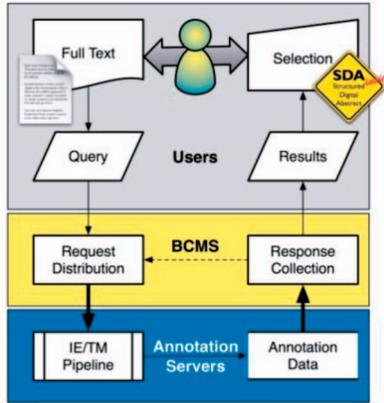 Full Text
Selection
SDA
Structured
Digital
Abstract
Query
Users
Results
Request
Distribution
BCMS
Response
Collection
IE/TM
Pipeline
Annotation
Servers
Annotation
Data